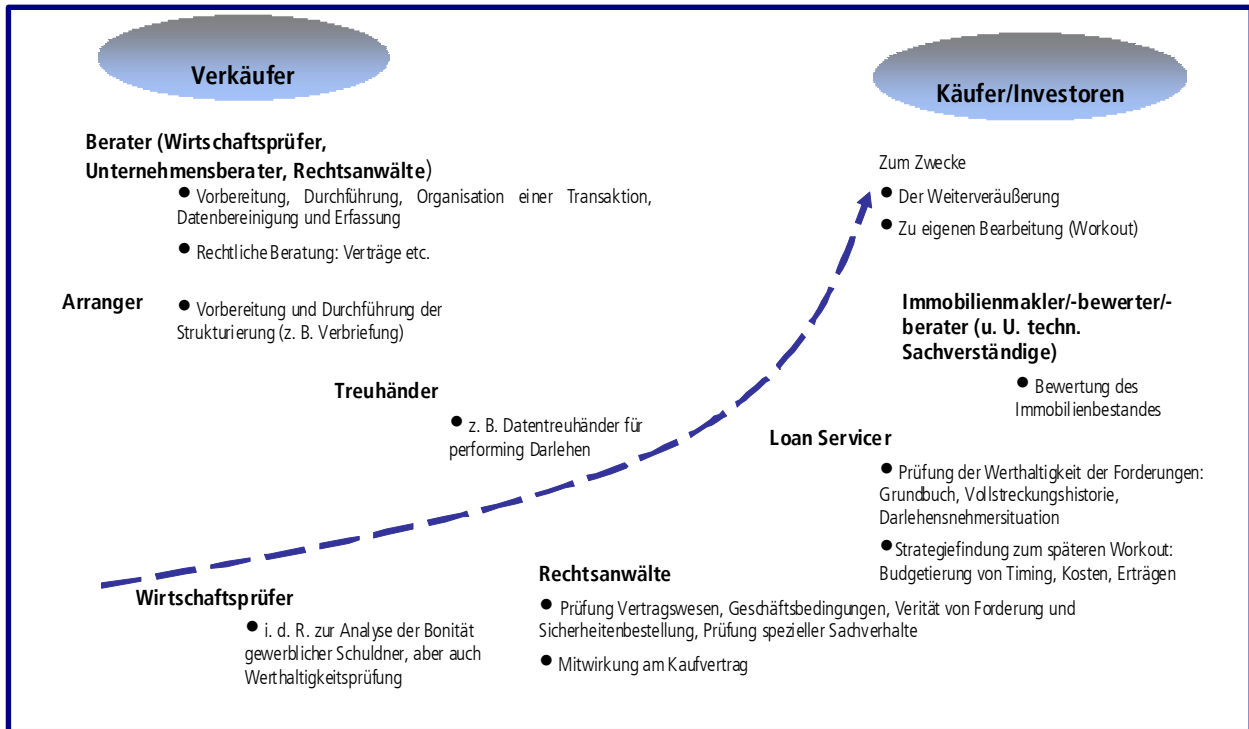 Verkäufer
Käufer/Investoren
Berater (Wirtschaftsprüfer,
Unternehmensberater, Rechtsanwälte)
● Vorbereitung, Durchführung, Organisation einer Transaktion,
Datenbereinigung und Erfassung
● Rechtliche Beratung: Verträge etc.
Arranger
● Vorbereitung und Durchführung der
Strukturierung (z. B. Verbriefung)
Treuhänder
● z. B. Datentreuhänder für
performing Darlehen
Zum Zwecke
● Der Weiterveräußerung
● Zu eigenen Bearbeitung (Workout)
Immobilienmakler/-bewerter/-
berater (u. U. techn.
Sachverständige)
● Bewertung des
Immobilienbestandes
Loan Servicer
● Prüfung der Werthaltigkeit der Forderungen:
Grundbuch, Vollstreckungshistorie,
Darlehensnehmersituation
● Strategiefindung zum späteren Workout:
Budgetierung von Timing, Kosten, Erträgen
Wirtschaftsprüfer
● i. d. R. zur Analyse der Bonität
gewerblicher Schuldner, aber auch
Werthaltigkeitsprüfung
Rechtsanwälte
● Prüfung Vertragswesen, Geschäftsbedingungen, Verität von Forderung und
Sicherheitenbestellung, Prüfung spezieller Sachverhalte
● Mitwirkung am Kaufvertrag